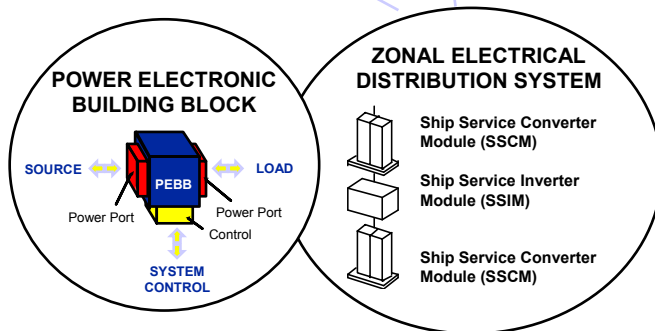 POWER ELECTRONIC
BUILDING BLOCK
SOURCE
PEBB
LOAD
Power Port
Power Port
Control
SYSTEM
CONTROL
ZONAL ELECTRICAL
DISTRIBUTION SYSTEM
Ship Service Converter
Module (SSCM)
Ship Service Inverter
Module (SSIM)
Ship Service Converter
Module (SSCM)